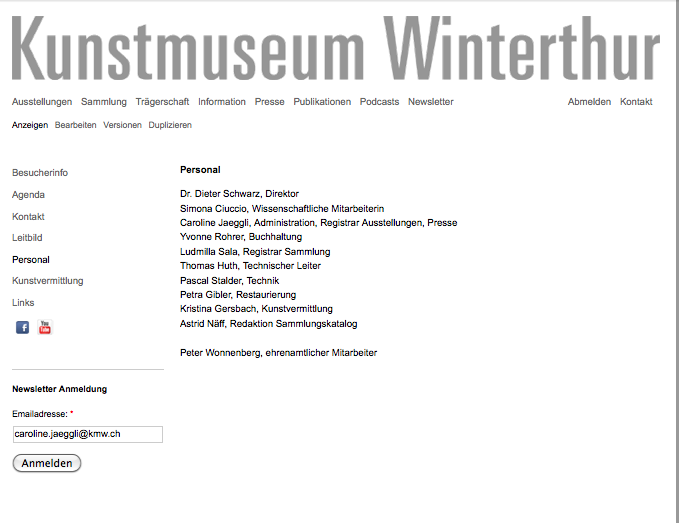 Kunstmuseum Winterthur
Ausstellungen Sammlung Trägerschaft Information Presse Publikationen Podcasts Newsletter Abmelden Kontakt
Anzeigen Bearbeiten Versionen Duplizieren
Besucherinfo
Agenda
Kontakt
Leitbild
Personal
Kunstvermittlung
Links
f
You Tube
Newsletter Anmeldung
Emailadresse: *
caroline.jaeggli@kmw.ch
Anmelden
Personal
Dr. Dieter Schwarz, Direktor
Simona Ciuccio, Wissenschaftliche Mitarbeiterin
Caroline Jaeggli, Administration, Registrar Ausstellungen, Presse
Yvonne Rohrer, Buchhaltung
Ludmilla Sala, Registrar Sammlung
Thomas Huth, Technischer Leiter
Pascal Stalder, Technik
Petra Gibler, Restaurierung
Kristina Gersbach, Kunstvermittlung
Astrid Näff, Redaktion Sammlungskatalog
Peter Wonnenberg, ehrenamtlicher Mitarbeiter